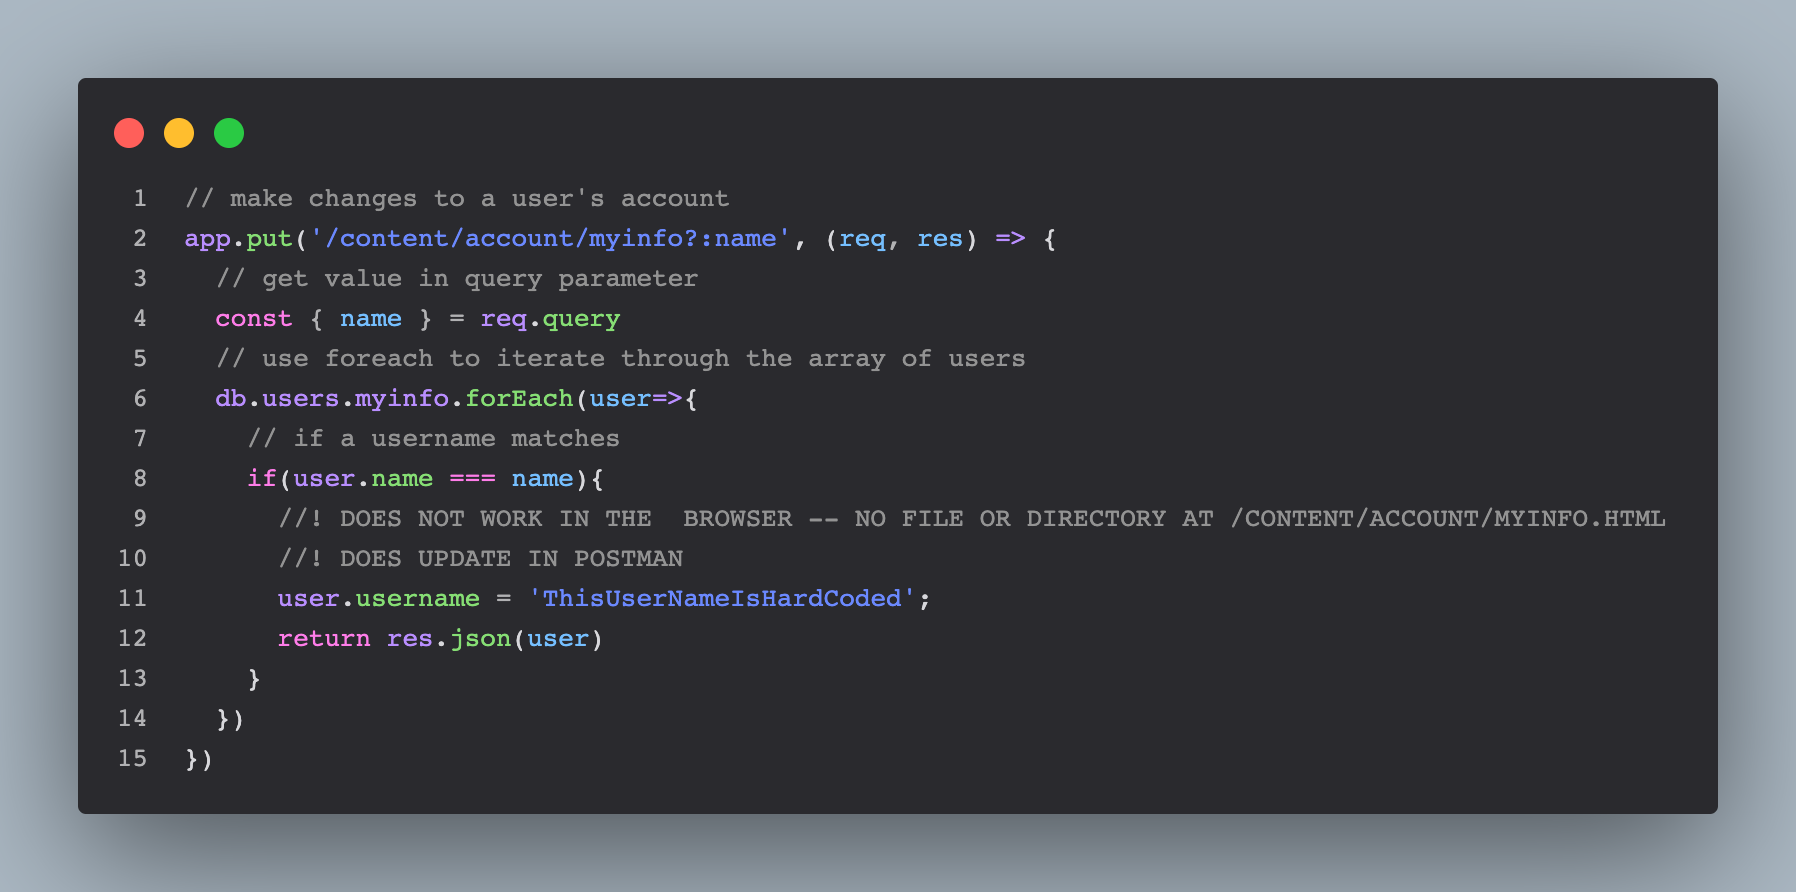 1 // make changes to a user's account
2 app.put('/content/account/myinfo?:name', (req, res) => {
3   // get value in query parameter
4   const { name } = req.query
5   // use foreach to iterate through the array of users
6   db.users.myinfo.forEach(user=>{
7     // if a username matches
8     if(user.name === name){
9       //! DOES NOT WORK IN THE  BROWSER -- NO FILE OR DIRECTORY AT /CONTENT/ACCOUNT/MYINFO.HTML
10       //! DOES UPDATE IN POSTMAN
11       user.username = 'ThisUserNameIsHardCoded';
12       return res.json(user)
13     }
14   })
15 })